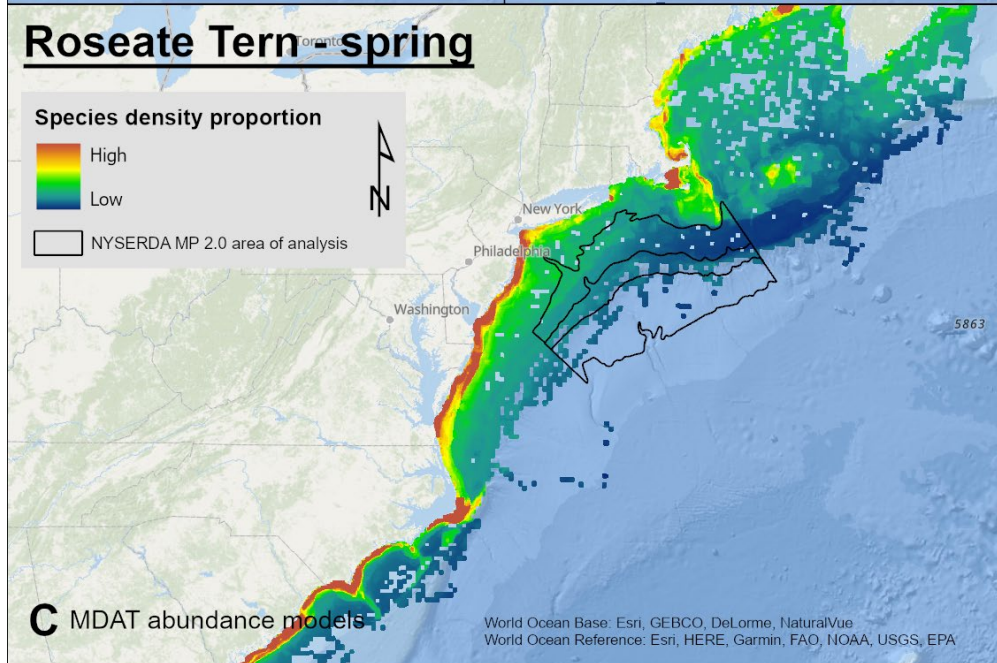 Roseate Tern - spring
Toronto
Species density proportion
High
Low
N
NYSERDA MP 2.0 area of analysis
New York
Philadelphia
Washington
5863
C MDAT abundance models
World Ocean Base: Esri, GEBCO, DeLorme, NaturalVue
World Ocean Reference: Esri, HERE, Garmin, FAO, NOAA, USGS, EPA